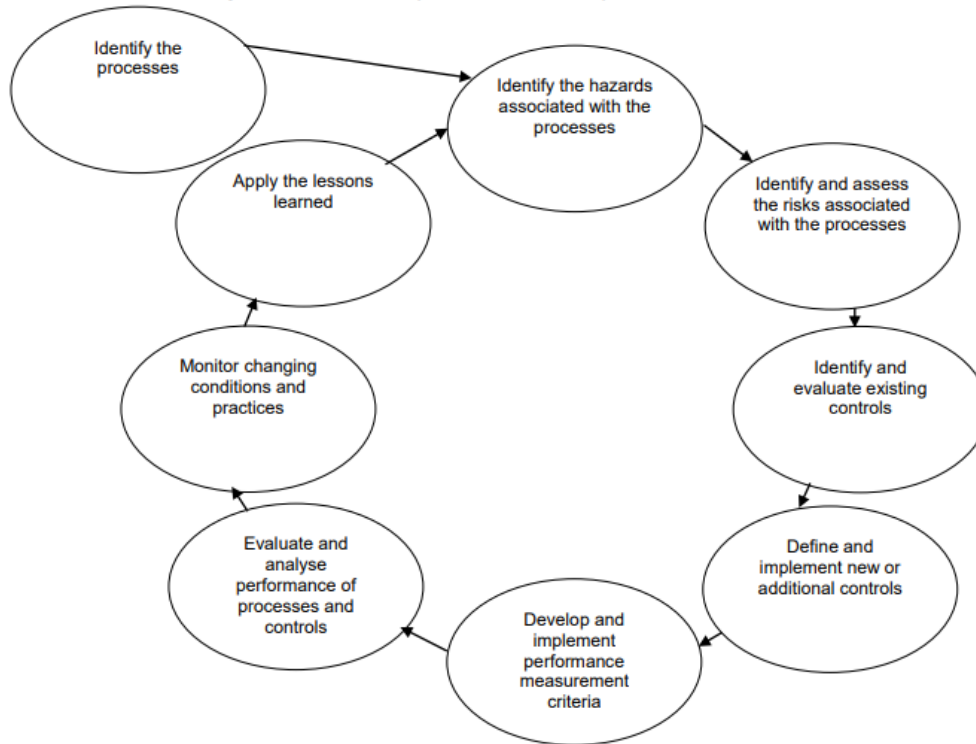 Identify the
processes
Identify the hazards
associated with the
processes
Identify and assess
the risks associated
with the processes
Identify and
evaluate existing
controls
Define and
implement new or
additional controls
Develop and
implement
performance
measurement
criteria
Evaluate and
analyse
performance of
processes and
controls
Monitor changing
conditions and
practices
Apply the lessons
learned